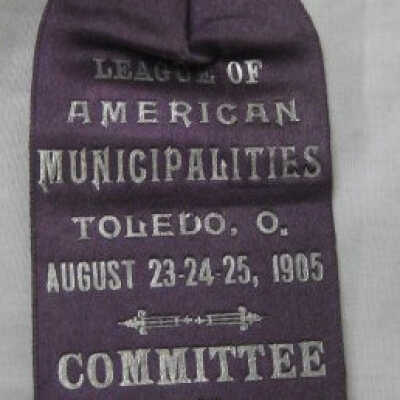 LEAGUE OF
AMERICAN
MUNICIPALITIES
TOLEDO, O.
AUGUST 23-24-25, 1905
COMMITTEE